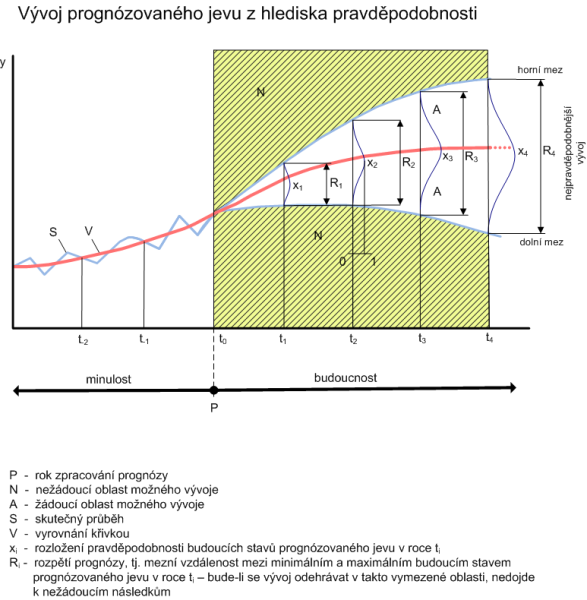 Vývoj prognózovaného jevu z hlediska pravděpodobnosti
y
N
horní mez
A
S
V
x1
R1
x2
R2
x3
R3
x4
R4
nejpravděpodobnější
vývoj
A
N
0
1
dolní mez
t-2
t-1
t0
t1
t2
t3
t4
minulost
budoucnost
P
P - rok zpracování prognózy
N - nežádoucí oblast možného vývoje
A - žádoucí oblast možného vývoje
S - skutečný průběh
V - vyrovnání křivkou
xi - rozložení pravděpodobnosti budoucích stavů prognózovaného jevu v roce ti
Ri - rozpětí prognózy, tj. mezní vzdálenost mezi minimálním a maximálním budoucím stavem
prognózovaného jevu v roce ti – bude-li se vývoj odehrávat v takto vymezené oblasti, nedojde
k nežádoucím následkům